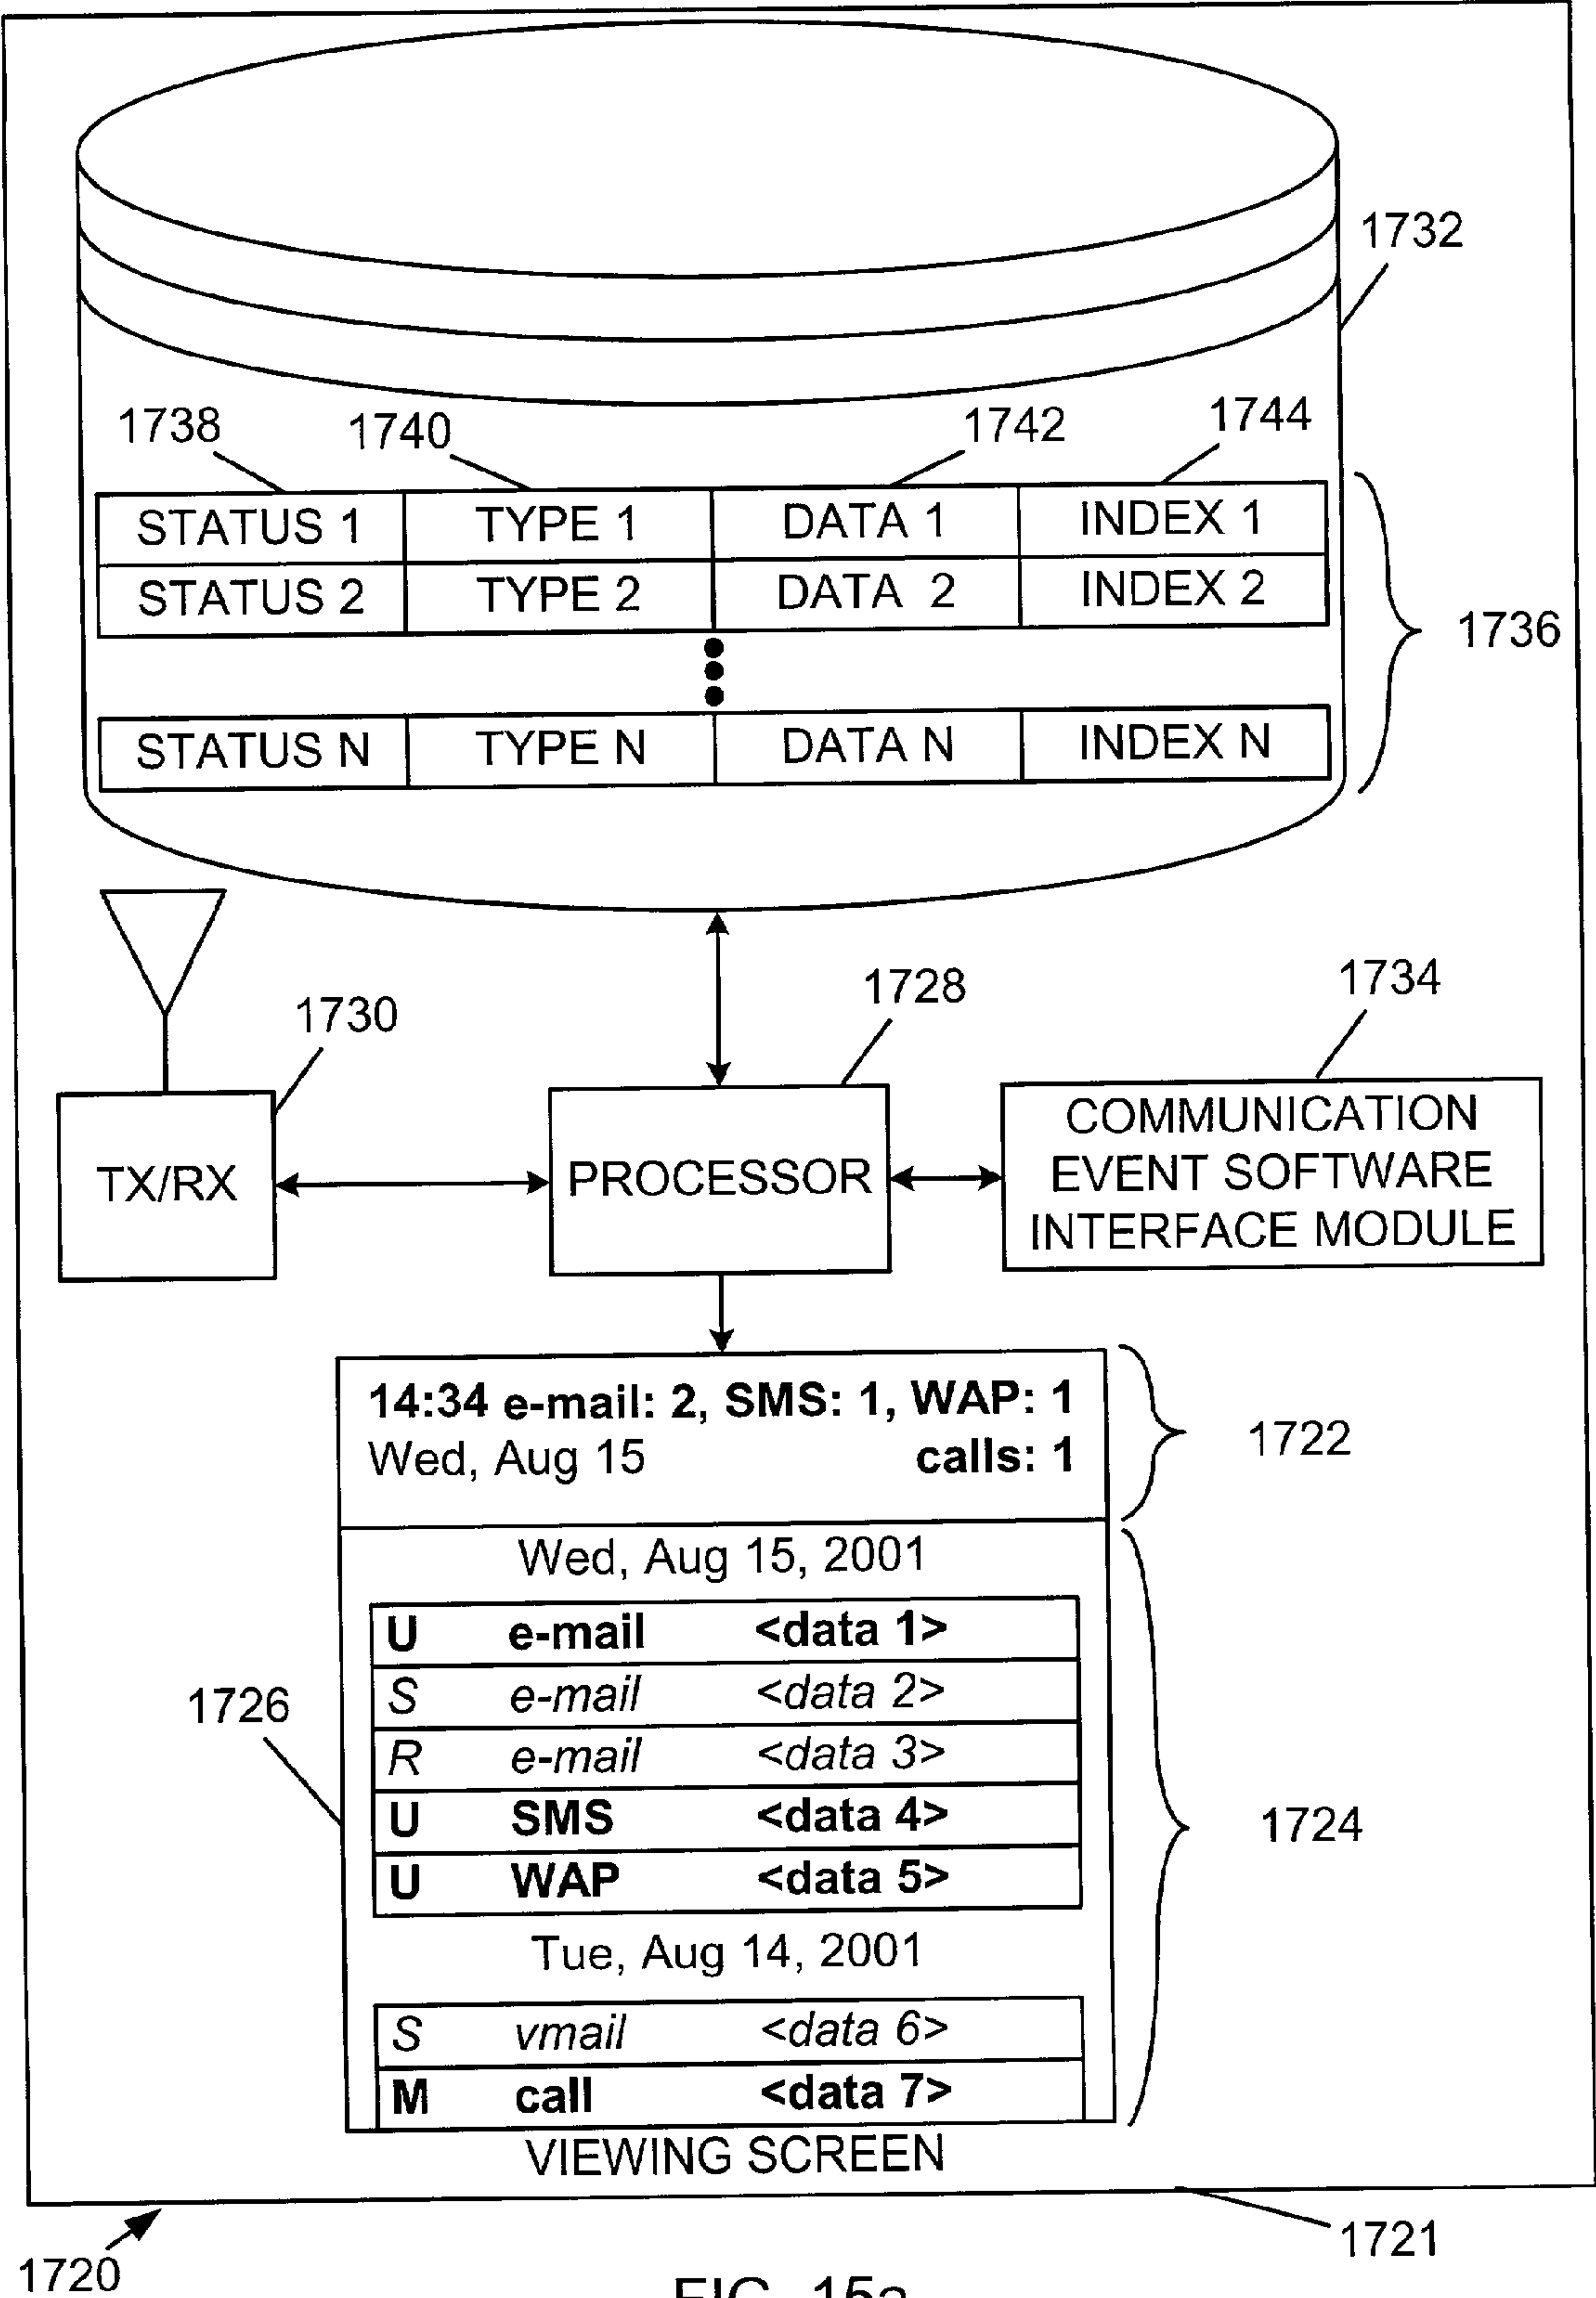 1732
1738 1740 1742 1744
STATUS 1 TYPE 1 DATA 1 INDEX 1
STATUS 2 TYPE 2 DATA 2 INDEX 2
1736
STATUS N TYPE N DATA N INDEX N
1730 1728 1734
TX/RX
PROCESSOR
COMMUNICATION
EVENT SOFTWARE
INTERFACE MODULE
14:34 e-mail: 2, SMS: 1, WAP: 1
Wed, Aug 15 calls: 1
1722
Wed, Aug 15, 2001
U e-mail <data 1>
S e-mail <data 2>
1726
R e-mail <data 3>
U SMS <data 4>
1724
U WAP <data 5>
Tue, Aug 14, 2001
S vmail <data 6>
M call <data 7>
VIEWING SCREEN
1721
1720
FIG. 15a